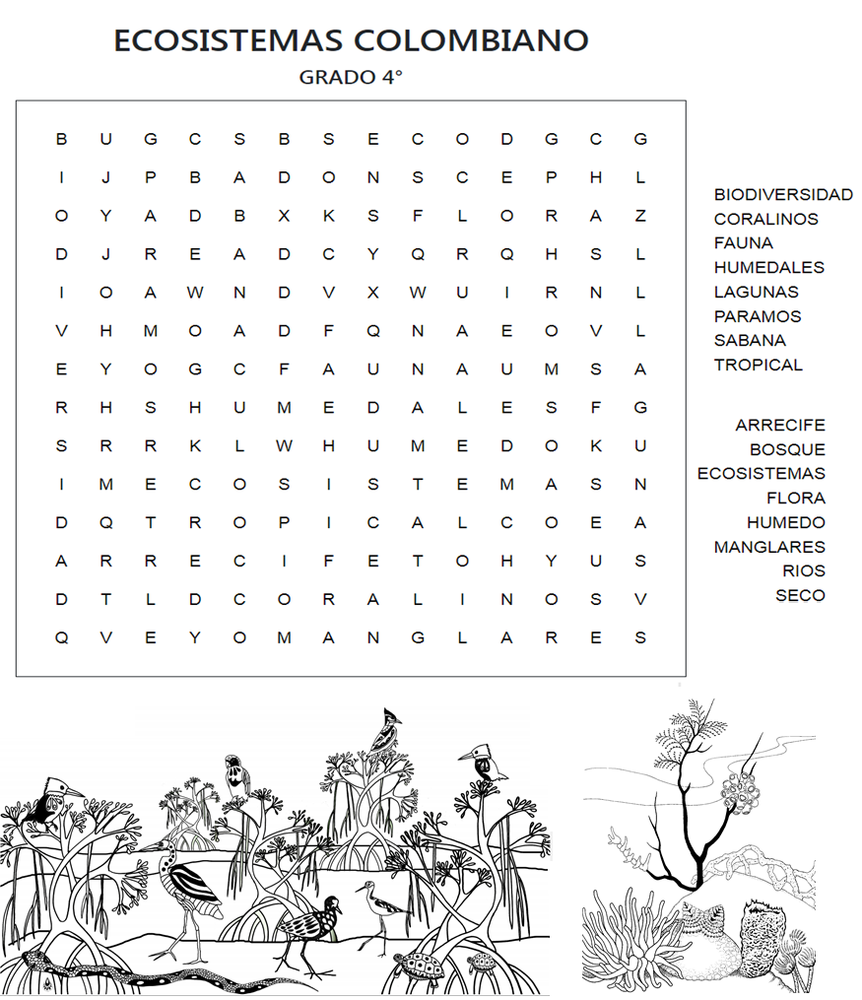 ECOSISTEMAS COLOMBIANO
GRADO 4°
B U G C S B S E C O D G C G
I J P B A D O N S C E P H L
O Y A D B X K S F L O R A Z
D J R E A D C Y Q R Q H S L
I O A W N D V X W U I R N L
V H M O A D F Q N A E O V L
E Y O G C F A U N A U M S A
R H S H U M E D A L E S F G
S R R K L W H U M E D O K U
I M E C O S I S T E M A S N
D Q T R O P I C A L C O E A
A R R E C I F E T O H Y U S
D T L D C O R A L I N O S V
Q V E Y O M A N G L A R E S
BIODIVERSIDAD
CORALINOS
FAUNA
HUMEDALES
LAGUNAS
PARAMOS
SABANA
TROPICAL
ARRECIFE
BOSQUE
ECOSISTEMAS
FLORA
HUMEDO
MANGLARES
RIOS
SECO